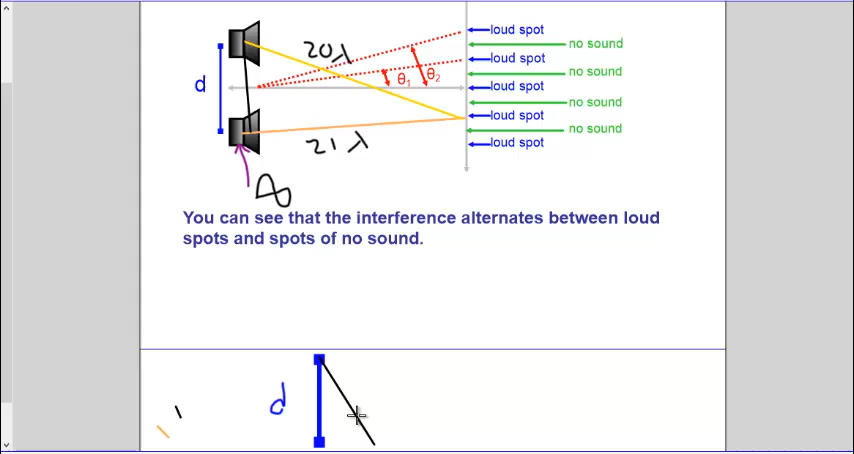 loud spot
20λ
no sound
loud spot
θ₁
θ₂
no sound
d
loud spot
no sound
loud spot
no sound
21λ
loud spot
You can see that the interference alternates between loud
spots and spots of no sound.
d